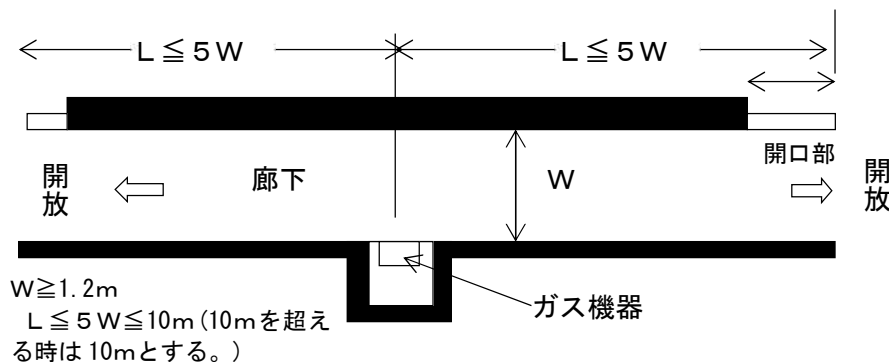 L≦5W
L≦5W
開口部
開放
廊下
W
開放
ガス機器
W≧1.2m
L≦5W≦10m(10mを超え
る時は10mとする。)